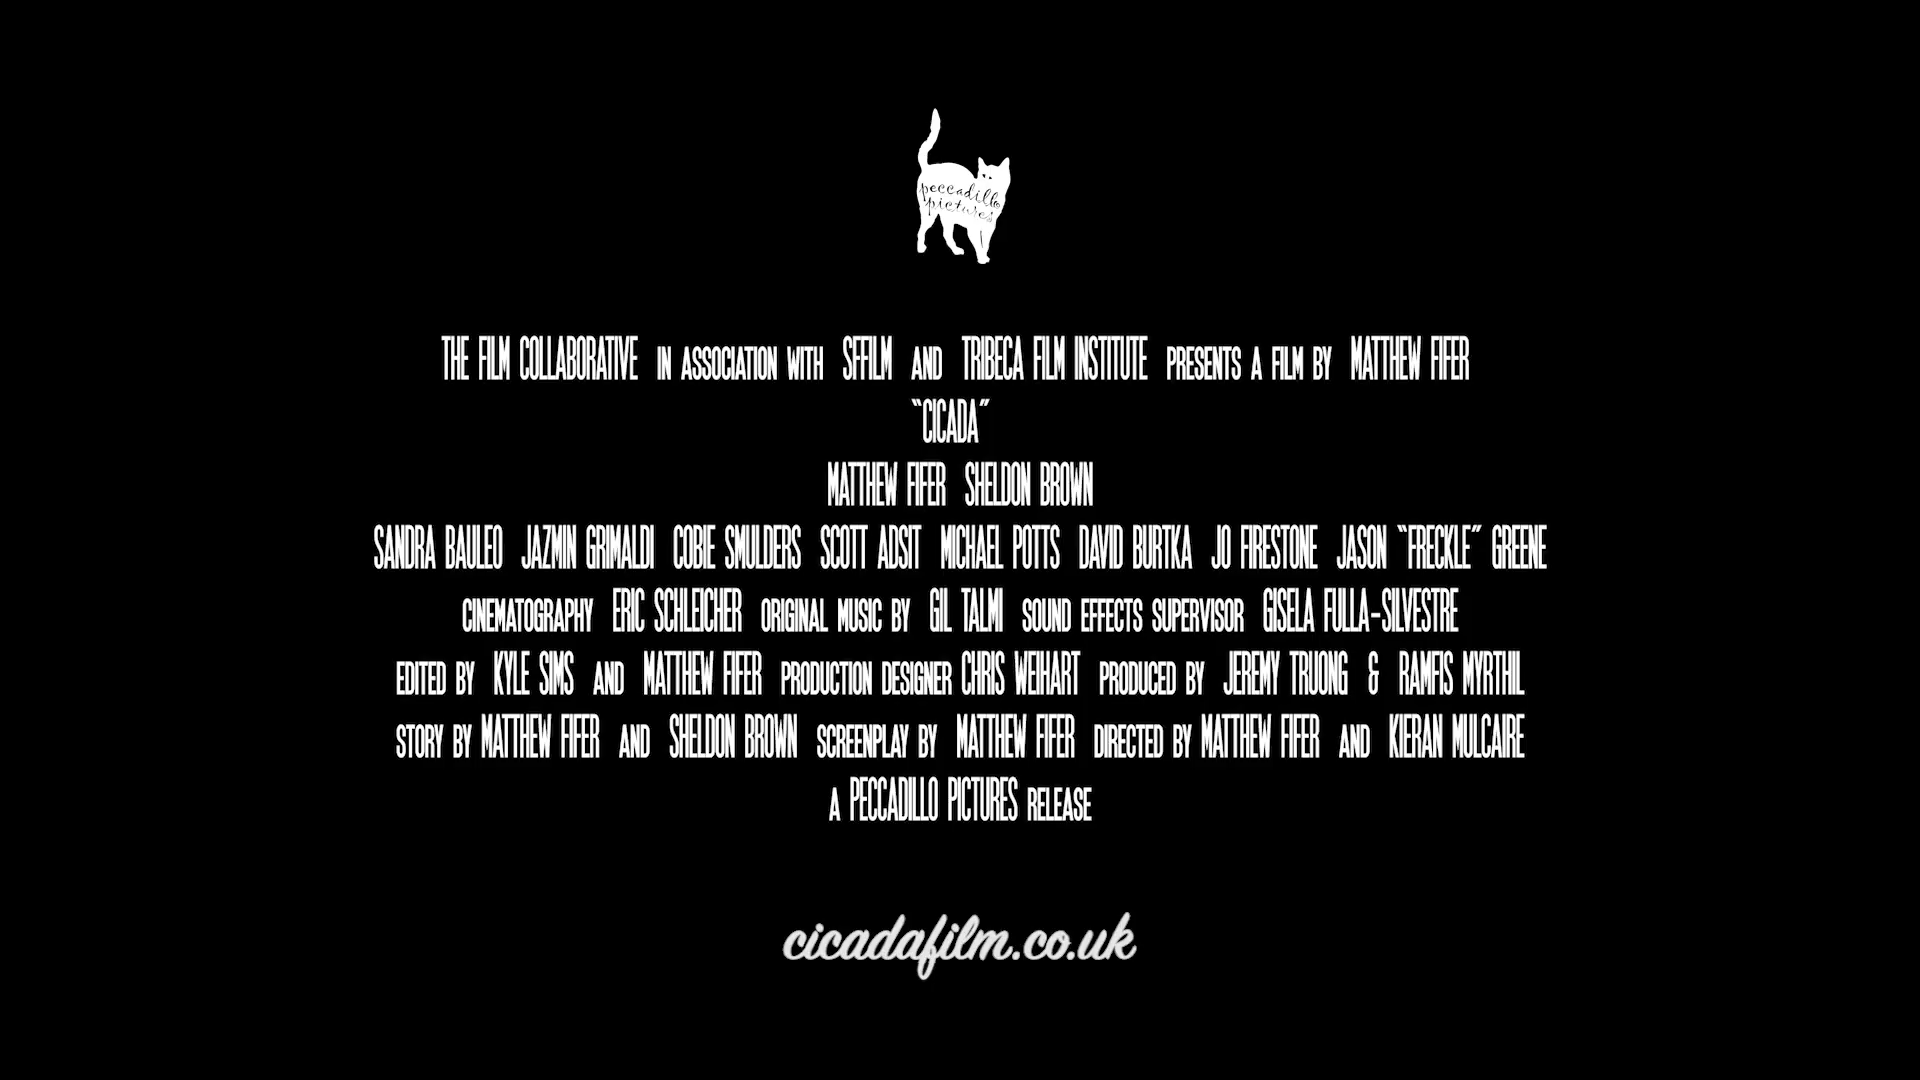 peccadillo
pictures
THE FILM COLLABORATIVE IN ASSOCIATION WITH SFFILM AND TRIBECA FILM INSTITUTE PRESENTS A FILM BY MATTHEW FIFER
“CICADA”
MATTHEW FIFER SHELDON BROWN
SANDRA BAULEO JAZMIN GRIMALDI COBIE SMULDERS SCOTT ADSIT MICHAEL POTTS DAVID BURTKA JO FIRESTONE JASON “FRECKLE” GREENE
CINEMATOGRAPHY ERIC SCHLEICHER ORIGINAL MUSIC BY GIL TALMI SOUND EFFECTS SUPERVISOR GISELA FULLA-SILVESTRE
EDITED BY KYLE SIMS AND MATTHEW FIFER PRODUCTION DESIGNER CHRIS WEIHART PRODUCED BY JEREMY TRUONG & RAMFIS MYRTHIL
STORY BY MATTHEW FIFER AND SHELDON BROWN SCREENPLAY BY MATTHEW FIFER DIRECTED BY MATTHEW FIFER AND KIERAN MULCAIRE
A PECCADILLO PICTURES RELEASE
cicadafilm.co.uk